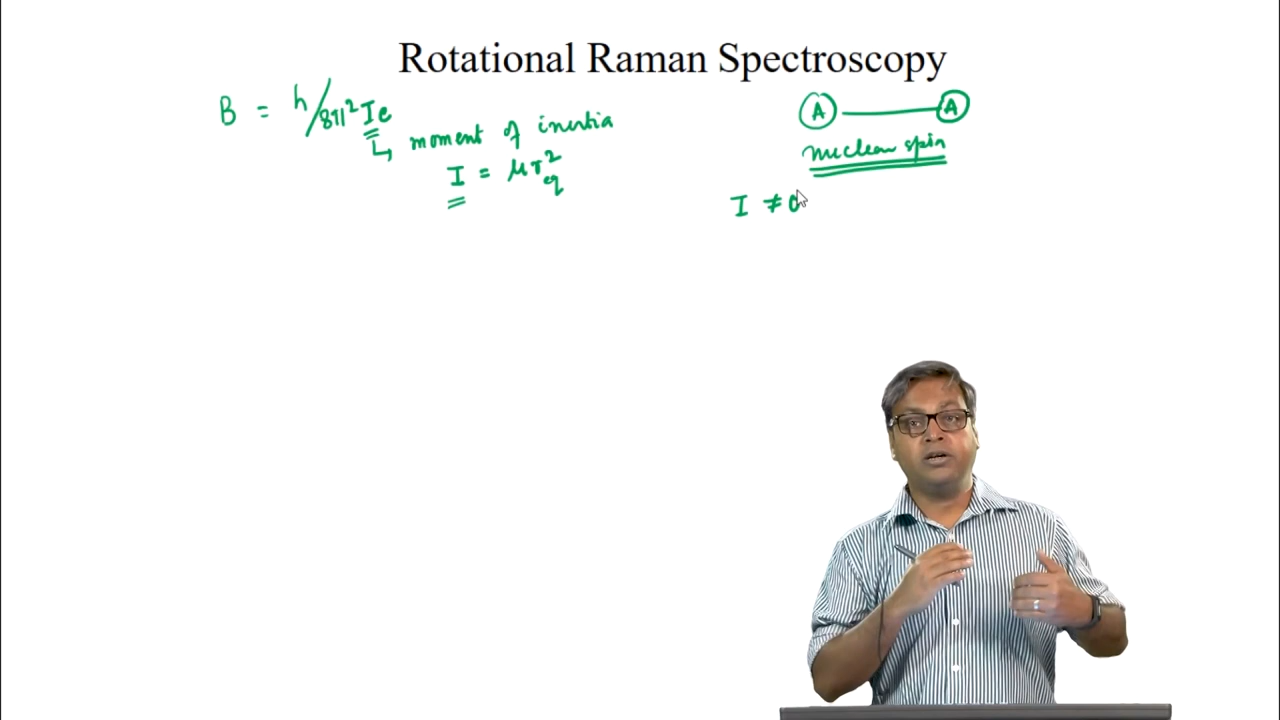 Rotational Raman Spectroscopy
B = h/8π²Ie
↳ moment of inertia
I = μr²eq
A — A
nuclear spin
I ≠ 0